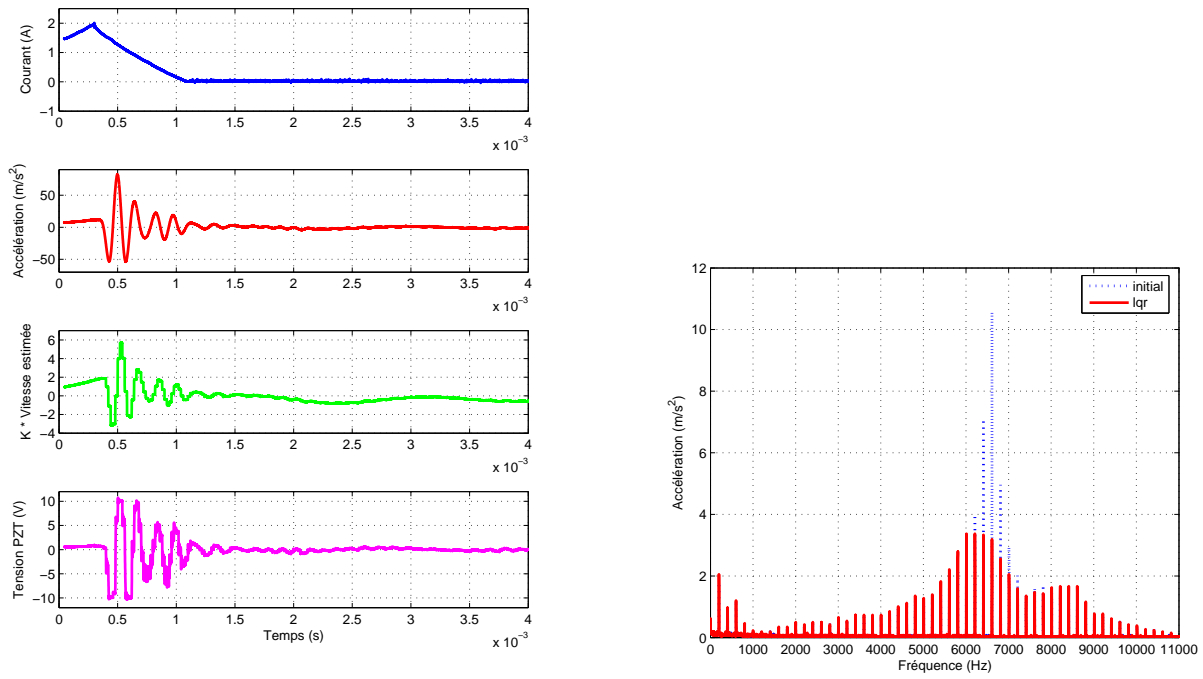 Courant (A)
2
1
0
−1
0 0.5 1 1.5 2 2.5 3 3.5 4
x 10⁻³
Accélération (m/s²)
50
0
−50
0 0.5 1 1.5 2 2.5 3 3.5 4
x 10⁻³
K * Vitesse estimée
6
4
2
0
−2
−4
0 0.5 1 1.5 2 2.5 3 3.5 4
x 10⁻³
Tension PZT (V)
10
5
0
−5
−10
0 0.5 1 1.5 2 2.5 3 3.5 4
Temps (s)
x 10⁻³
Accélération (m/s²)
12
10
8
6
4
2
0
initial
lqr
0 1000 2000 3000 4000 5000 6000 7000 8000 9000 10000 11000
Fréquence (Hz)